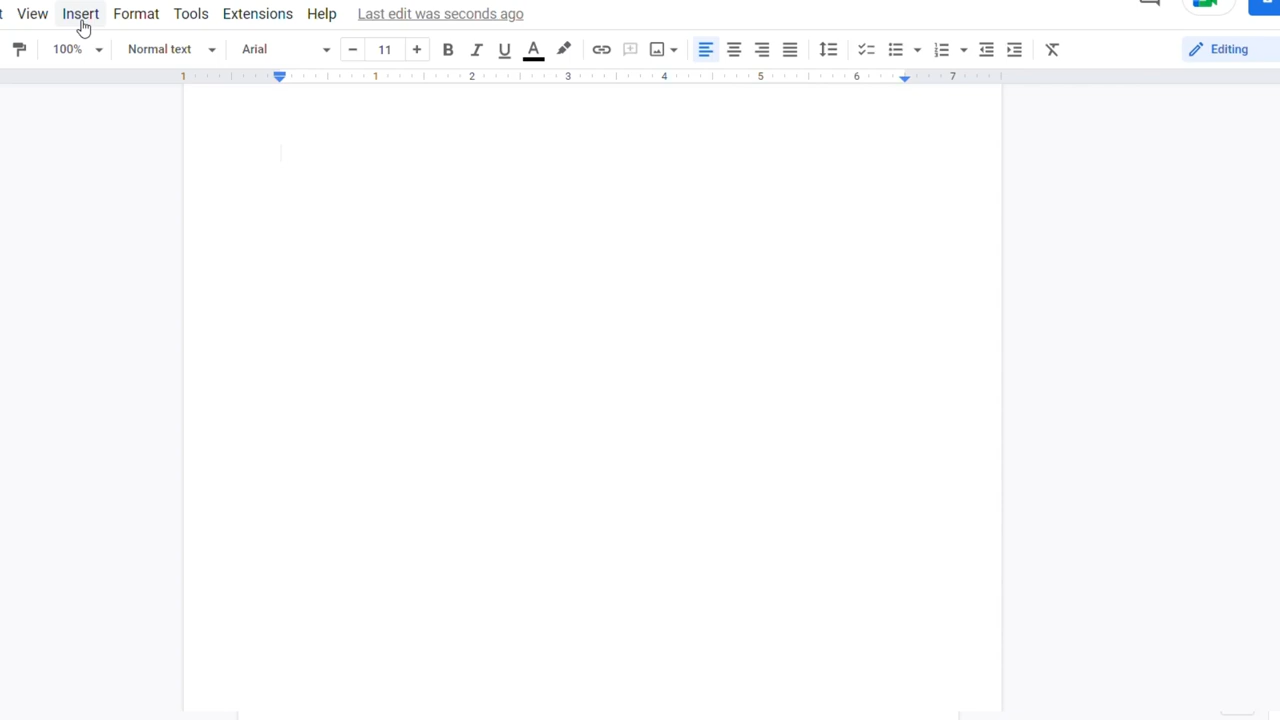 View Insert Format Tools Extensions Help Last edit was seconds ago
100% Normal text Arial 11 Editing
1 1 2 3 4 5 6 7